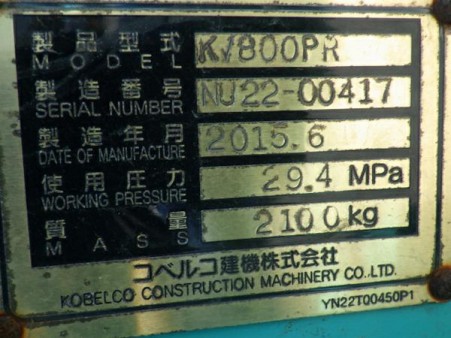 製品型式 KV800PR
MODEL
製造番号 NU22-00417
SERIAL NUMBER
製造年月 2015.6
DATE OF MANUFACTURE
使用圧力 29.4 MPa
WORKING PRESSURE
質量 2100kg
MASS
コベルコ建機株式会社
KOBELCO CONSTRUCTION MACHINERY CO.,LTD.
YN22T00450P1